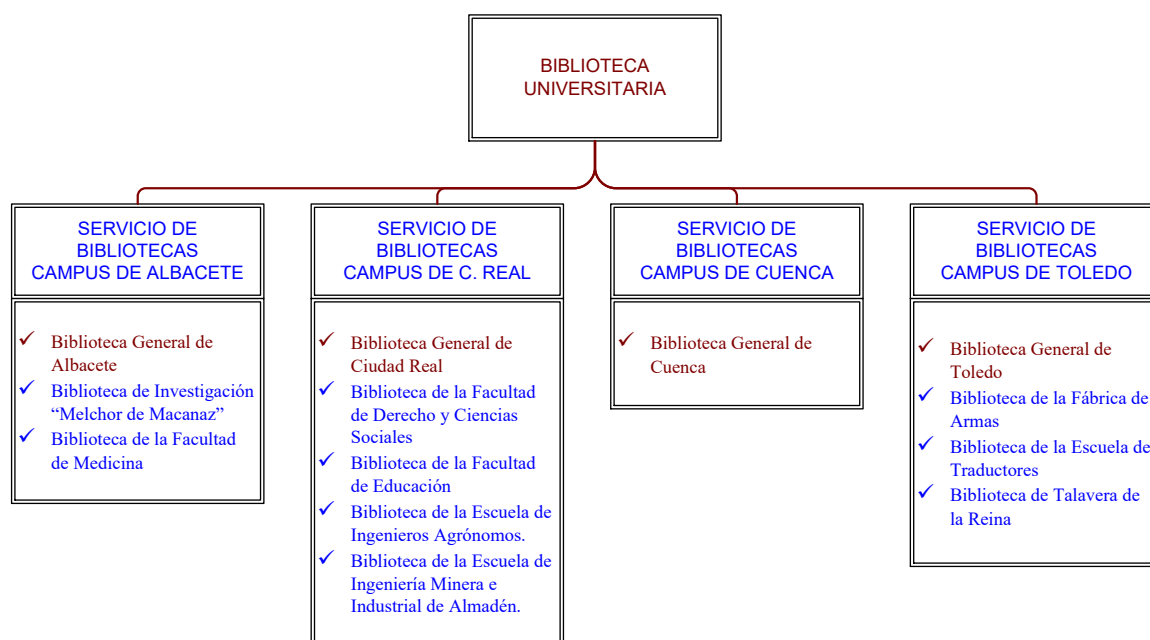 BIBLIOTECA
UNIVERSITARIA
SERVICIO DE
BIBLIOTECAS
CAMPUS DE ALBACETE
Biblioteca General de
Albacete
Biblioteca de Investigación
“Melchor de Macanaz”
Biblioteca de la Facultad
de Medicina
SERVICIO DE
BIBLIOTECAS
CAMPUS DE C. REAL
Biblioteca General de
Ciudad Real
Biblioteca de la Facultad
de Derecho y Ciencias
Sociales
Biblioteca de la Facultad
de Educación
Biblioteca de la Escuela de
Ingenieros Agrónomos.
Biblioteca de la Escuela de
Ingeniería Minera e
Industrial de Almadén.
SERVICIO DE
BIBLIOTECAS
CAMPUS DE CUENCA
Biblioteca General de
Cuenca
SERVICIO DE
BIBLIOTECAS
CAMPUS DE TOLEDO
Biblioteca General de
Toledo
Biblioteca de la Fábrica de
Armas
Biblioteca de la Escuela de
Traductores
Biblioteca de Talavera de
la Reina